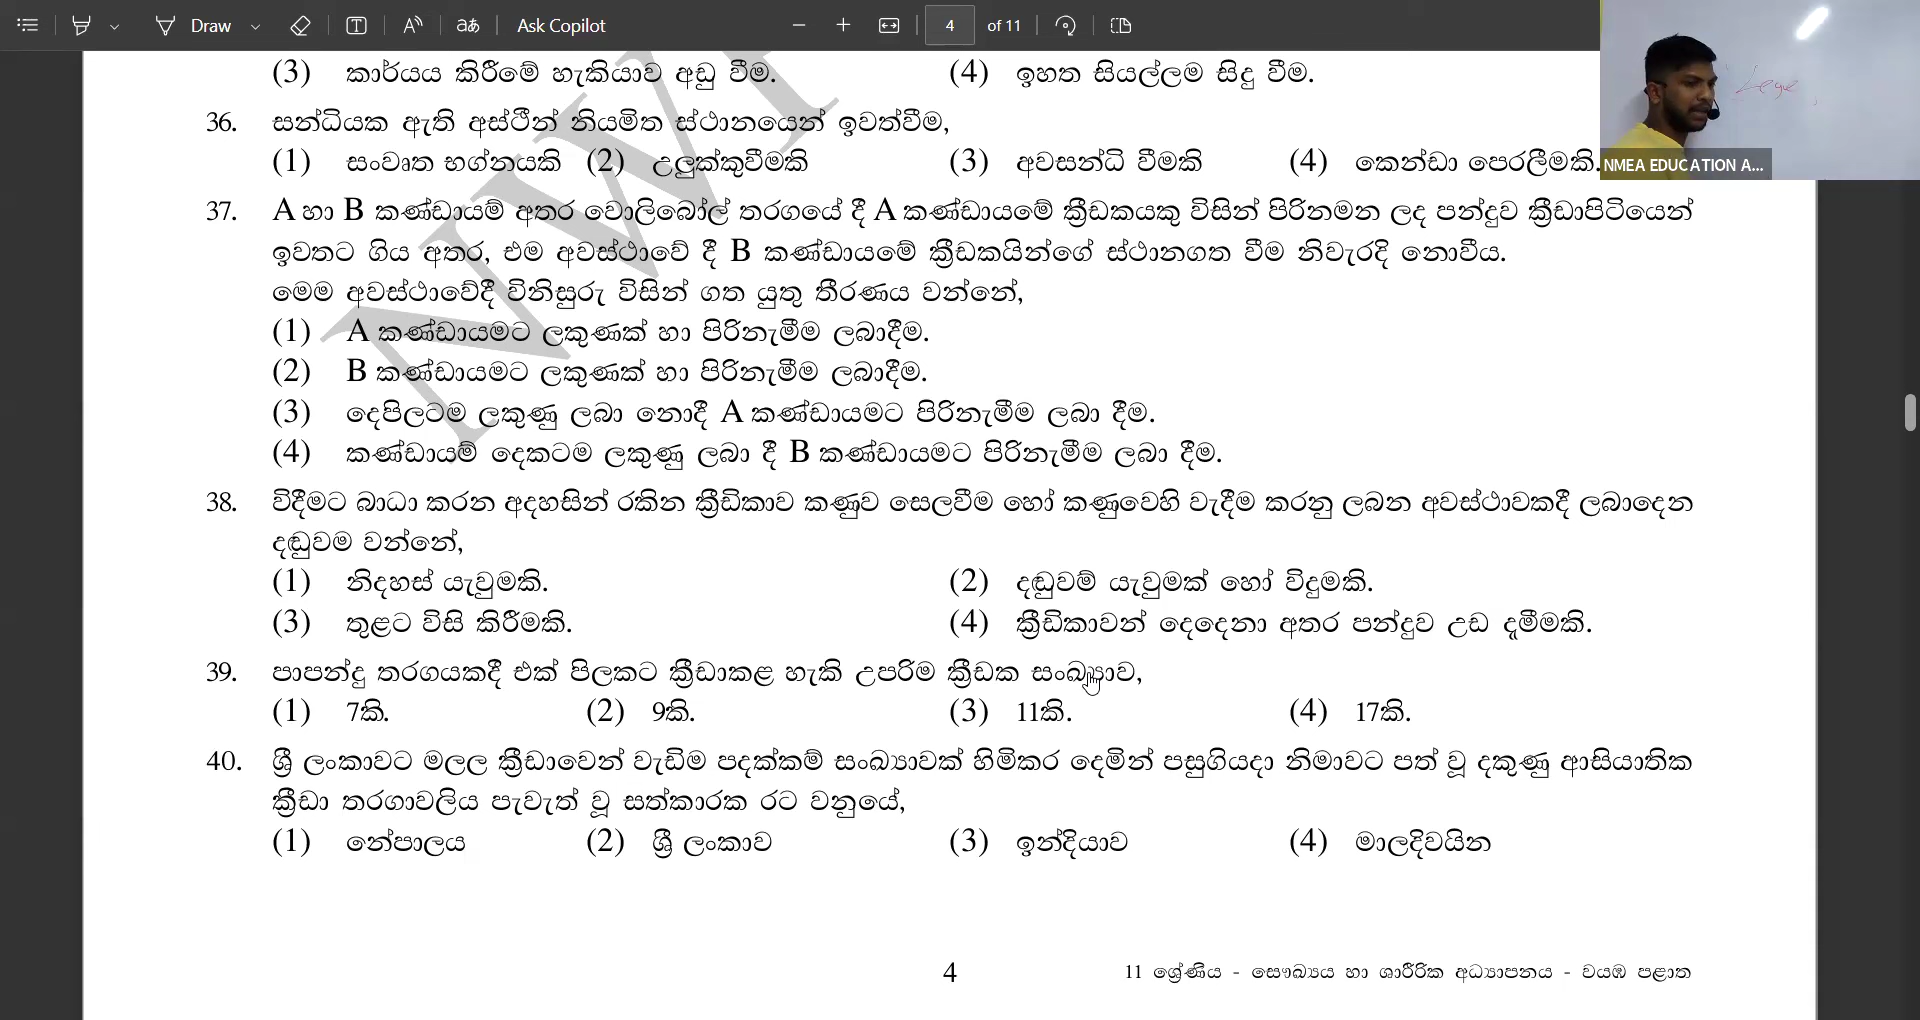 Draw
Ask Copilot
4
of 11
(3) කාර්යය කිරීමේ හැකියාව අඩු වීම. (4) ඉහත සියල්ලම සිදු වීම.
36. සන්ධියක ඇති අස්ථීන් නියමිත ස්ථානයෙන් ඉවත්වීම,
(1) සංවෘත භග්නයකි (2) උලුක්කුවීමකි (3) අවසන්ධි වීමකි (4) කෙන්ඩා පෙරලීමකි.
NMEA EDUCATION A...
37. A හා B කණ්ඩායම් අතර වොලිබෝල් තරගයේ දී A කණ්ඩායමේ ක්‍රීඩකයකු විසින් පිරිනමන ලද පන්දුව ක්‍රීඩාපිටියෙන්
ඉවතට ගිය අතර, එම අවස්ථාවේ දී B කණ්ඩායමේ ක්‍රීඩකයින්ගේ ස්ථානගත වීම නිවැරදි නොවීය.
මෙම අවස්ථාවේදී විනිසුරු විසින් ගත යුතු තීරණය වන්නේ,
(1) A කණ්ඩායමට ලකුණක් හා පිරිනැමීම ලබාදීම.
(2) B කණ්ඩායමට ලකුණක් හා පිරිනැමීම ලබාදීම.
(3) දෙපිලටම ලකුණු ලබා නොදී A කණ්ඩායමට පිරිනැමීම ලබා දීම.
(4) කණ්ඩායම් දෙකටම ලකුණු ලබා දී B කණ්ඩායමට පිරිනැමීම ලබා දීම.
38. විදීමට බාධා කරන අදහසින් රකින ක්‍රීඩිකාව කණුව සෙලවීම හෝ කණුවෙහි වැදීම කරනු ලබන අවස්ථාවකදී ලබාදෙන
දඬුවම වන්නේ,
(1) නිදහස් යැවුමකි. (2) දඬුවම් යැවුමක් හෝ විදුමකි.
(3) තුළට විසි කිරීමකි. (4) ක්‍රීඩිකාවන් දෙදෙනා අතර පන්දුව උඩ දැමීමකි.
39. පාපන්දු තරගයකදී එක් පිලකට ක්‍රීඩාකළ හැකි උපරිම ක්‍රීඩක සංඛ්‍යාව,
(1) 7කි. (2) 9කි. (3) 11කි. (4) 17කි.
40. ශ්‍රී ලංකාවට මලල ක්‍රීඩාවෙන් වැඩිම පදක්කම් සංඛ්‍යාවක් හිමිකර දෙමින් පසුගියදා නිමාවට පත් වූ දකුණු ආසියාතික
ක්‍රීඩා තරගාවලිය පැවැත් වූ සත්කාරක රට වනුයේ,
(1) නේපාලය (2) ශ්‍රී ලංකාව (3) ඉන්දියාව (4) මාලදිවයින
4
11 ශ්‍රේණිය - සෞඛ්‍යය හා ශාරීරික අධ්‍යාපනය - වයඹ පළාත